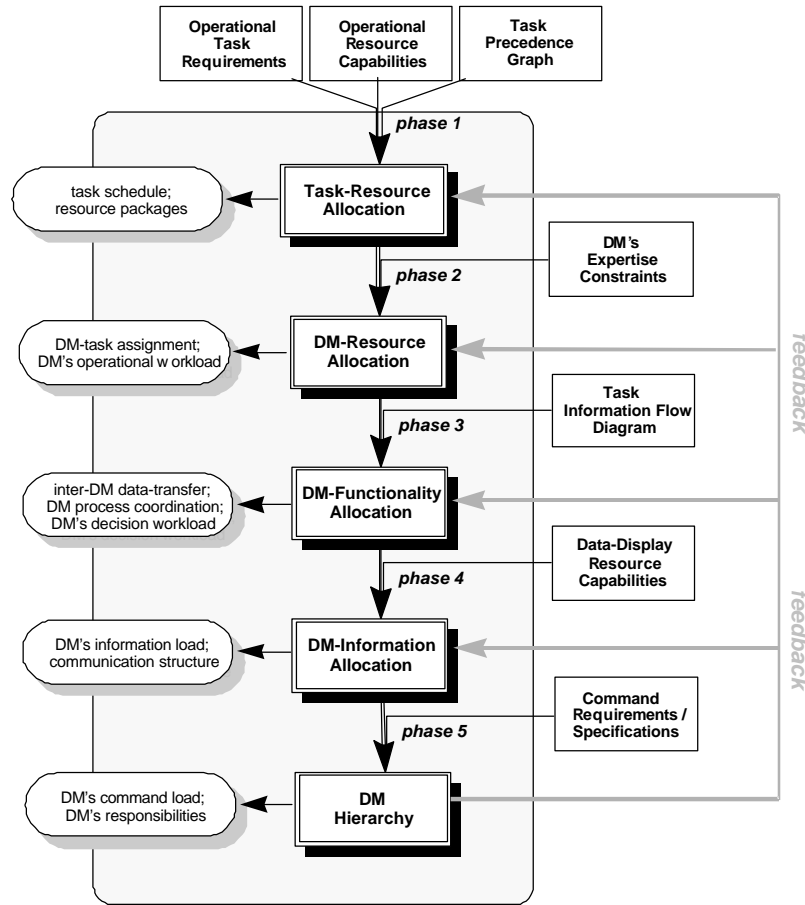 Operational
Task
Requirements
Operational
Resource
Capabilities
Task
Precedence
Graph
phase 1
task schedule;
resource packages
Task-Resource
Allocation
DM's
Expertise
Constraints
phase 2
DM-task assignment;
DM's operational w orkload
DM-Resource
Allocation
feedback
Task
Information Flow
Diagram
phase 3
inter-DM data-transfer;
DM process coordination;
DM's decision workload
DM-Functionality
Allocation
Data-Display
Resource
Capabilities
phase 4
feedback
DM's information load;
communication structure
DM-Information
Allocation
Command
Requirements /
Specifications
phase 5
DM's command load;
DM's responsibilities
DM
Hierarchy